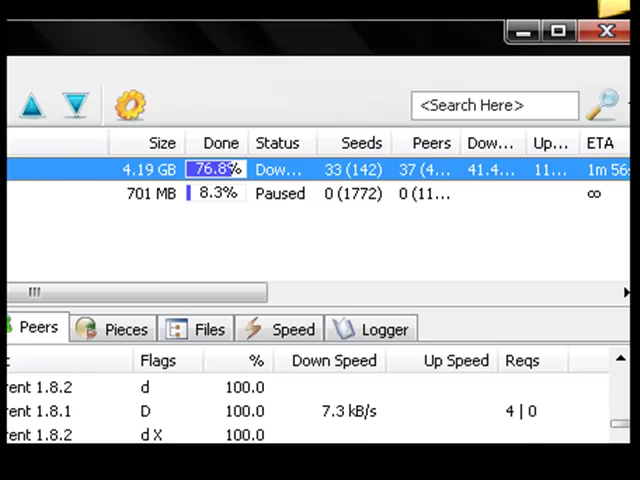 <Search Here>
Size Done Status Seeds Peers Dow... Up... ETA
4.19 GB 76.8% Dow... 33 (142) 37 (4... 41.4... 11... 1m 56s
701 MB 8.3% Paused 0 (1772) 0 (11... ∞
Peers Pieces Files Speed Logger
Flags % Down Speed Up Speed Reqs
rent 1.8.2 d 100.0
rent 1.8.1 D 100.0 7.3 kB/s 4 | 0
ent 1.8.2 d X 100.0